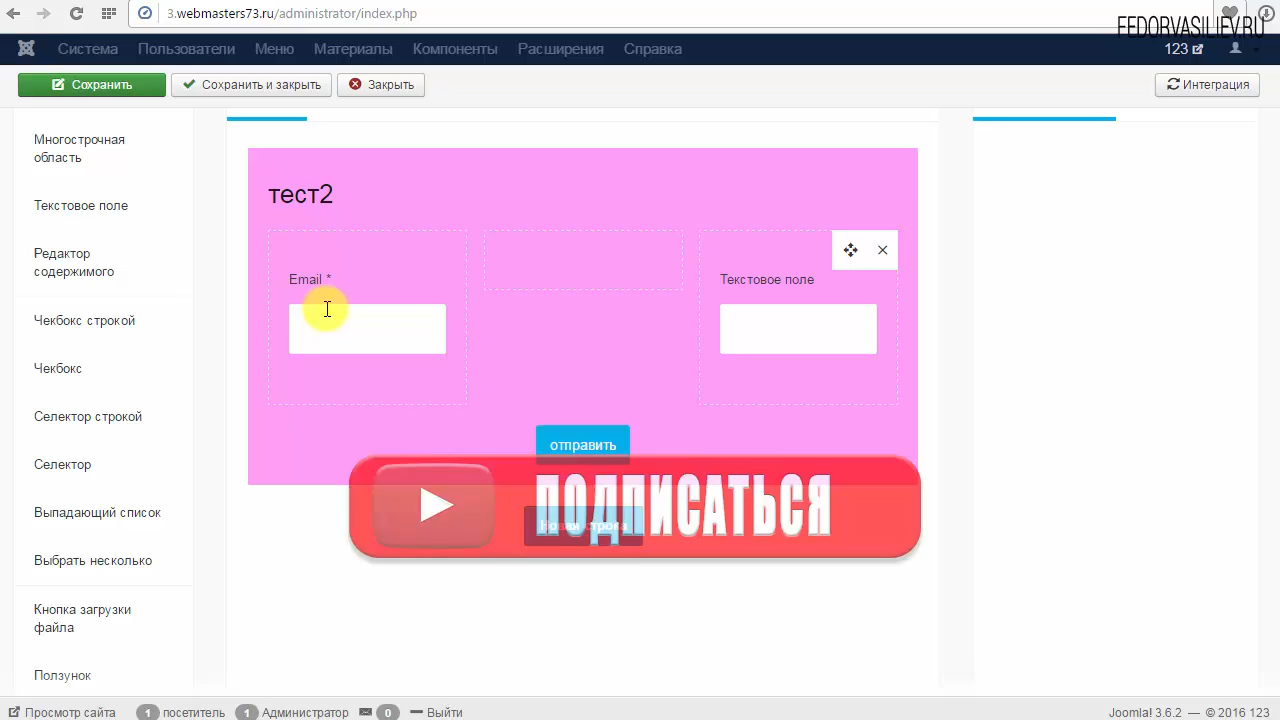 3.webmasters73.ru/administrator/index.php
FEDORVASILIEV.RU
Система Пользователи Меню Материалы Компоненты Расширения Справка 123
Сохранить Сохранить и закрыть Закрыть Интеграция
Многострочная
область
Текстовое поле
Редактор
содержимого
Чекбокс строкой
Чекбокс
Селектор строкой
Селектор
Выпадающий список
Выбрать несколько
Кнопка загрузки
файла
Ползунок
тест2
Email *
Текстовое поле
отправить
ПОДПИСАТЬСЯ
Новая строка
Просмотр сайта 1 посетитель 1 Администратор 0 Выйти
Joomla! 3.6.2 — © 2016 123